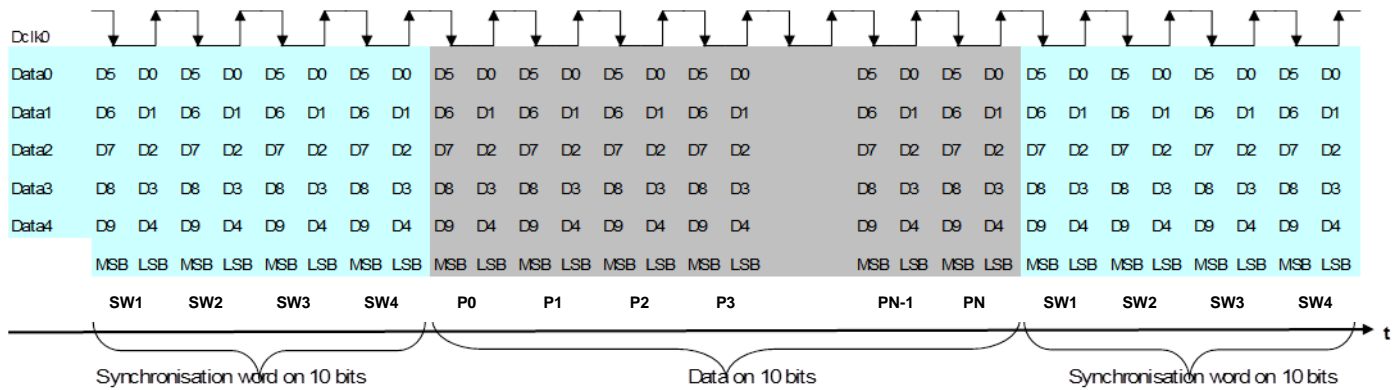 Dclk0
Data0 D5 D0 D5 D0 D5 D0 D5 D0 D5 D0 D5 D0 D5 D0 D5 D0 D5 D0 D5 D0 D5 D0 D5 D0 D5 D0 D5 D0
Data1 D6 D1 D6 D1 D6 D1 D6 D1 D6 D1 D6 D1 D6 D1 D6 D1 D6 D1 D6 D1 D6 D1 D6 D1 D6 D1 D6 D1
Data2 D7 D2 D7 D2 D7 D2 D7 D2 D7 D2 D7 D2 D7 D2 D7 D2 D7 D2 D7 D2 D7 D2 D7 D2 D7 D2 D7 D2
Data3 D8 D3 D8 D3 D8 D3 D8 D3 D8 D3 D8 D3 D8 D3 D8 D3 D8 D3 D8 D3 D8 D3 D8 D3 D8 D3 D8 D3
Data4 D9 D4 D9 D4 D9 D4 D9 D4 D9 D4 D9 D4 D9 D4 D9 D4 D9 D4 D9 D4 D9 D4 D9 D4 D9 D4 D9 D4
MSB LSB MSB LSB MSB LSB MSB LSB MSB LSB MSB LSB MSB LSB MSB LSB MSB LSB MSB LSB MSB LSB MSB LSB MSB LSB MSB LSB
SW1 SW2 SW3 SW4 P0 P1 P2 P3 PN-1 PN SW1 SW2 SW3 SW4
t
Synchronisation word on 10 bits Data on 10 bits Synchronisation word on 10 bits